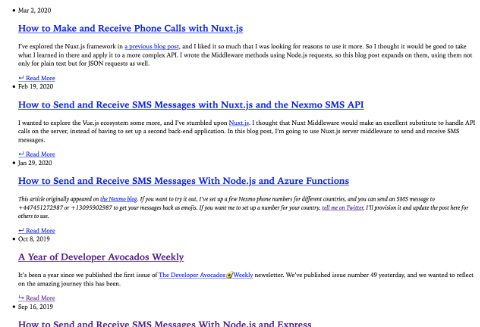 Mar 2, 2020
How to Make and Receive Phone Calls with Nuxt.js
I've explored the Nuxt.js framework in a previous blog post, and I liked it so much that I was looking for reasons to use it more. So I thought it would be good to take
what I learned in there and apply it to a more complex API. I wrote the Middleware methods using Node.js requests, so this blog post expands on them, using them not
only for plain text but for JSON requests as well.
↩ Read More
Feb 19, 2020
How to Send and Receive SMS Messages with Nuxt.js and the Nexmo SMS API
I wanted to explore the Vue.js ecosystem some more, and I've stumbled upon Nuxt.js. I thought that Nust Middleware would make an excellent substitute to handle API
calls on the server, instead of having to set up a second back-end application. In this blog post, I'm going to use Nuxt.js server middleware to send and receive SMS
messages.
↩ Read More
Jan 29, 2020
How to Send and Receive SMS Messages With Node.js and Azure Functions
This article originally appeared on the Nexmo blog. If you want to try it out, I've set up a few Nexmo phone numbers for different countries, and you can send an SMS message to
+447451272987 or +13095902987 to get your messages back as emojis. If you want me to set up a number for your country, tell me on Twitter, I'll provision it and update the post here for
others to use.
↩ Read More
Oct 8, 2019
A Year of Developer Avocados Weekly
It's been a year since we published the first issue of The Developer Avocados🥑Weekly newsletter. We've published issue number 49 yesterday, and we wanted to reflect
on the amazing journey this has been.
↪ Read More
Sep 16, 2019
How to Send and Receive SMS Messages With Node.js and Express